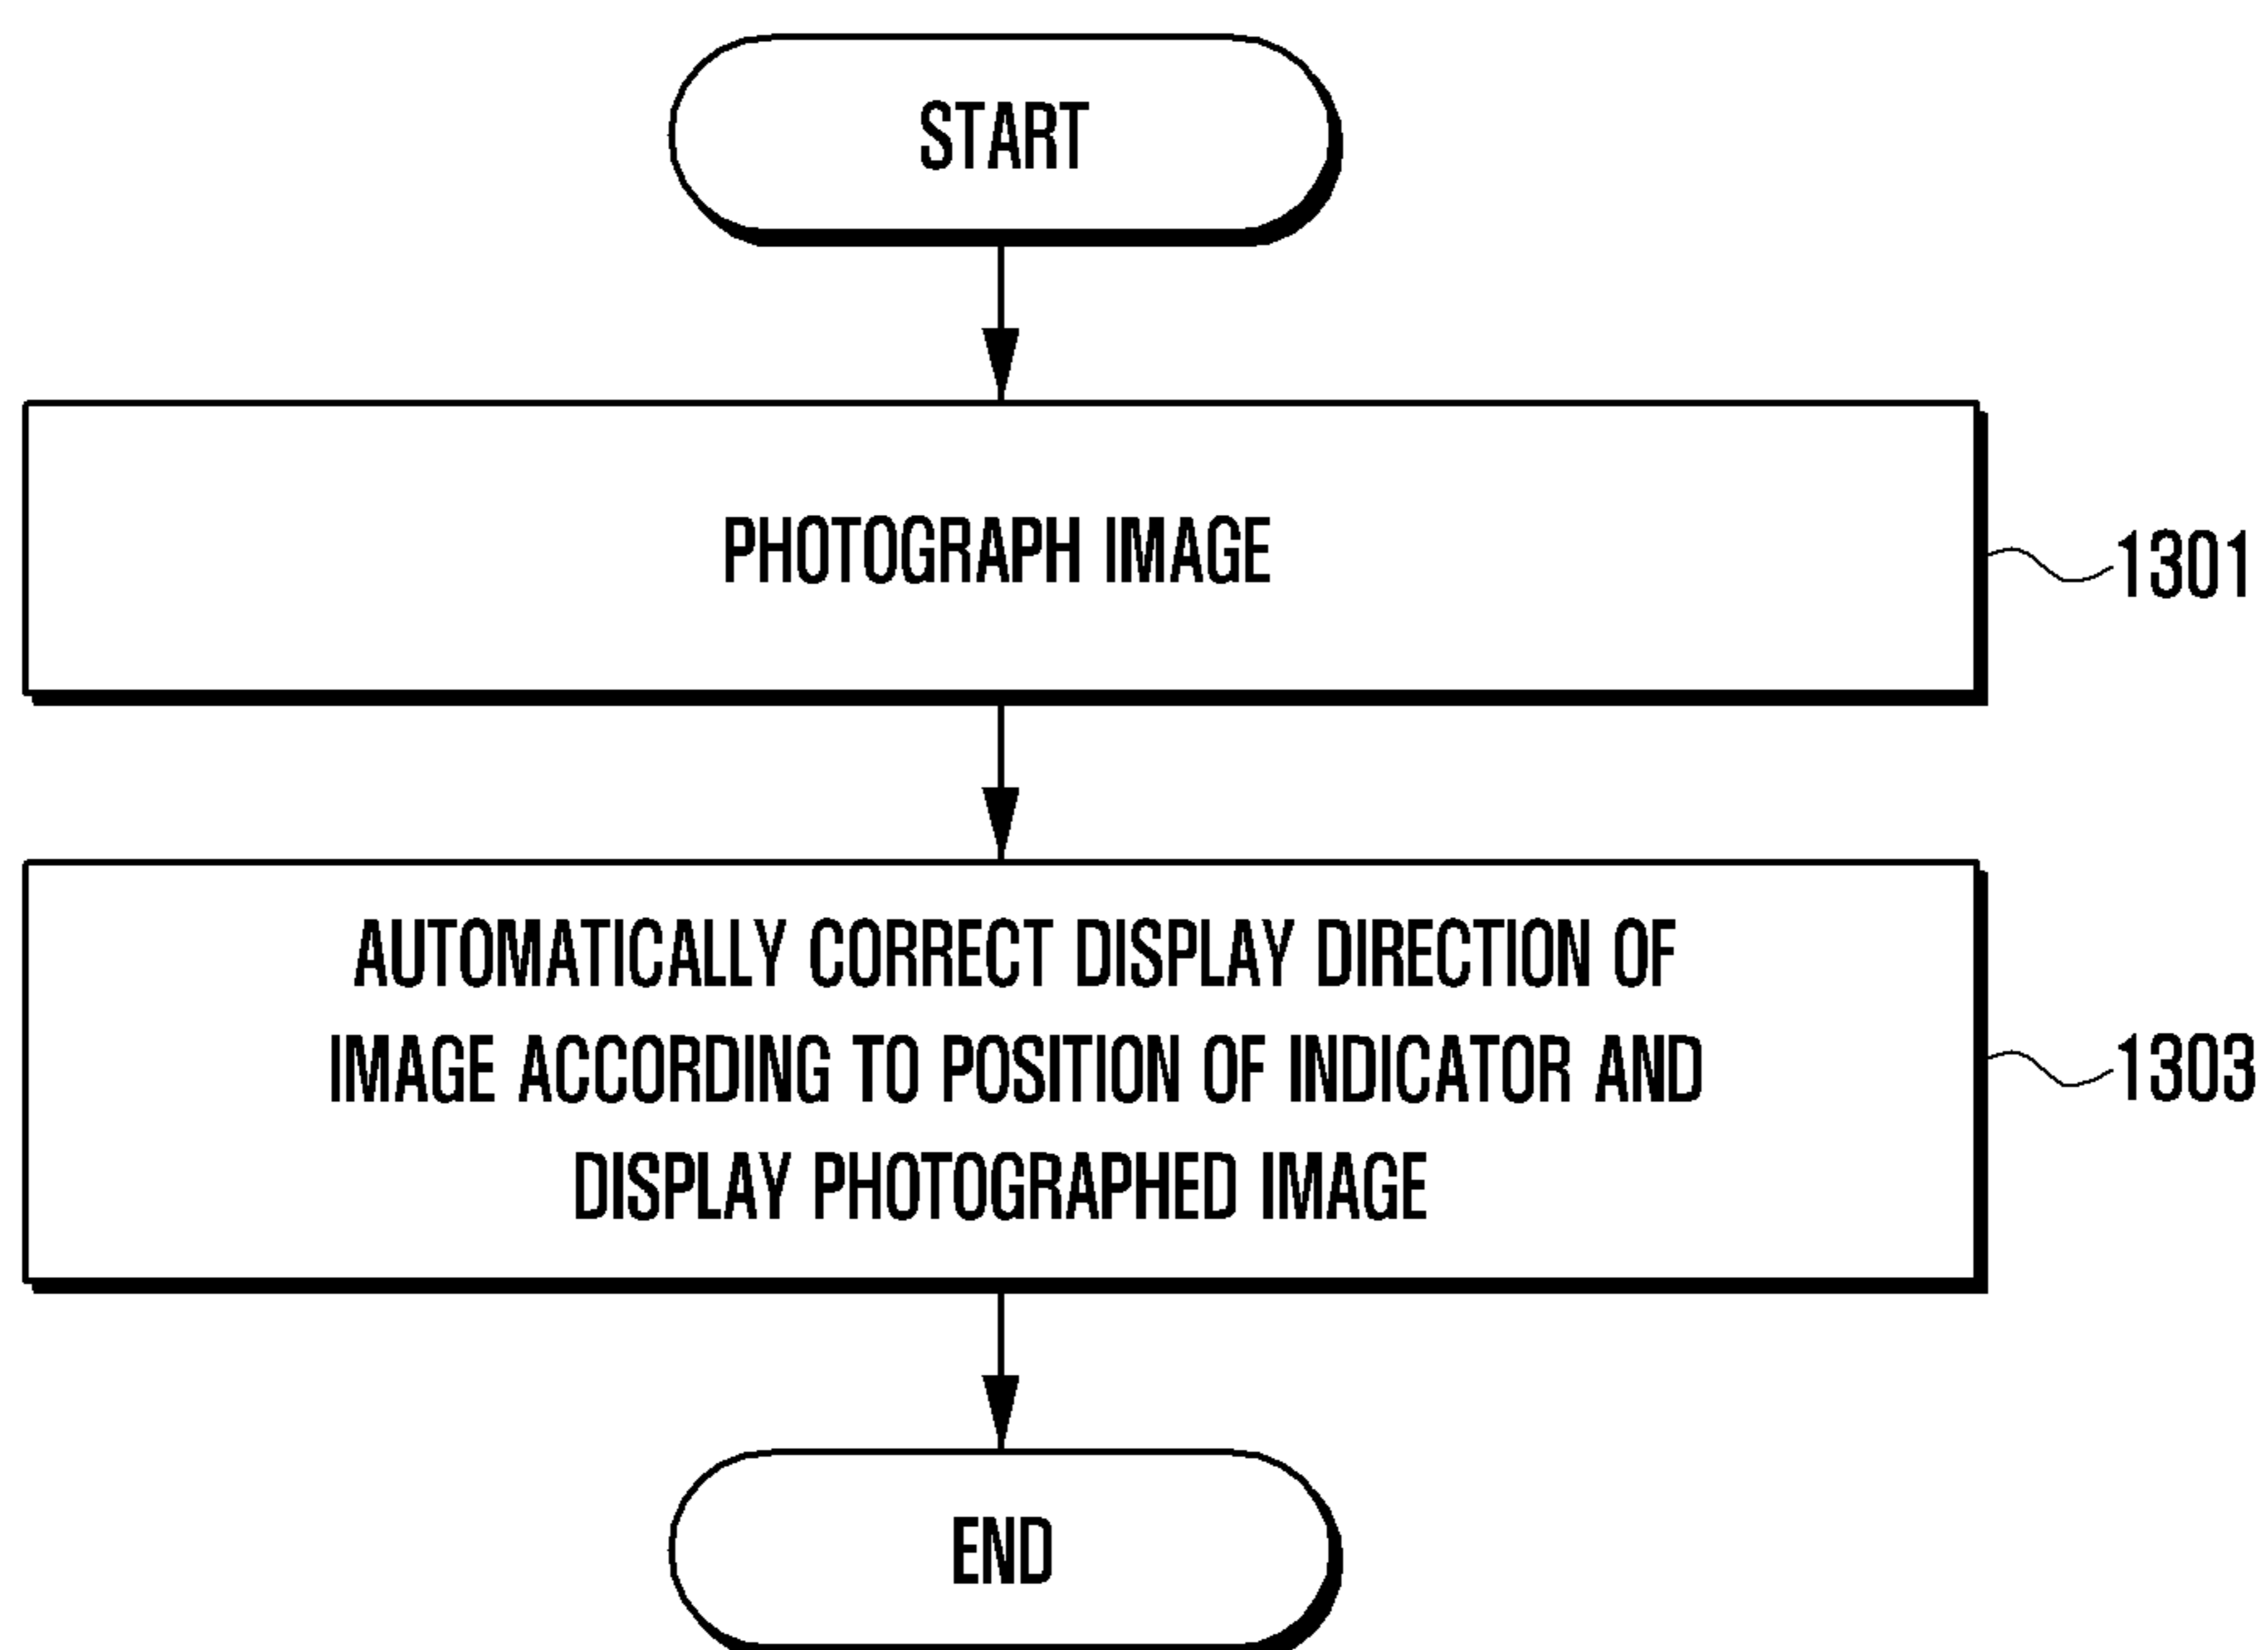 START
PHOTOGRAPH IMAGE
1301
AUTOMATICALLY CORRECT DISPLAY DIRECTION OF
IMAGE ACCORDING TO POSITION OF INDICATOR AND
DISPLAY PHOTOGRAPHED IMAGE
1303
END